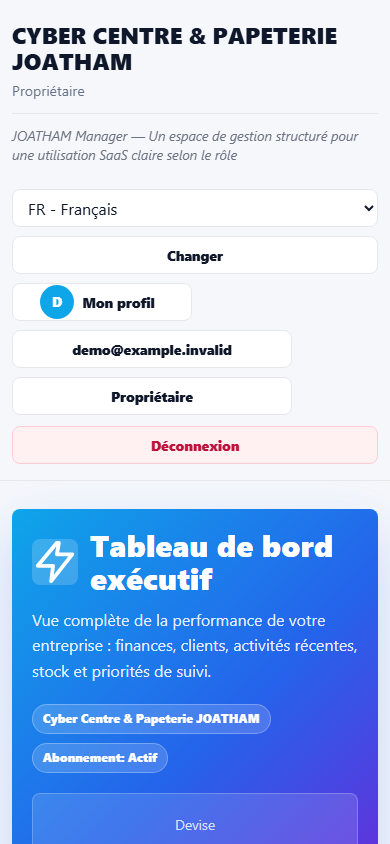 CYBER CENTRE & PAPETERIE
JOATHAM
Propriétaire
JOATHAM Manager — Un espace de gestion structuré pour
une utilisation SaaS claire selon le rôle
FR - Français
Changer
D Mon profil
demo@example.invalid
Propriétaire
Déconnexion
Tableau de bord
exécutif
Vue complète de la performance de votre
entreprise : finances, clients, activités récentes,
stock et priorités de suivi.
Cyber Centre & Papeterie JOATHAM
Abonnement: Actif
Devise